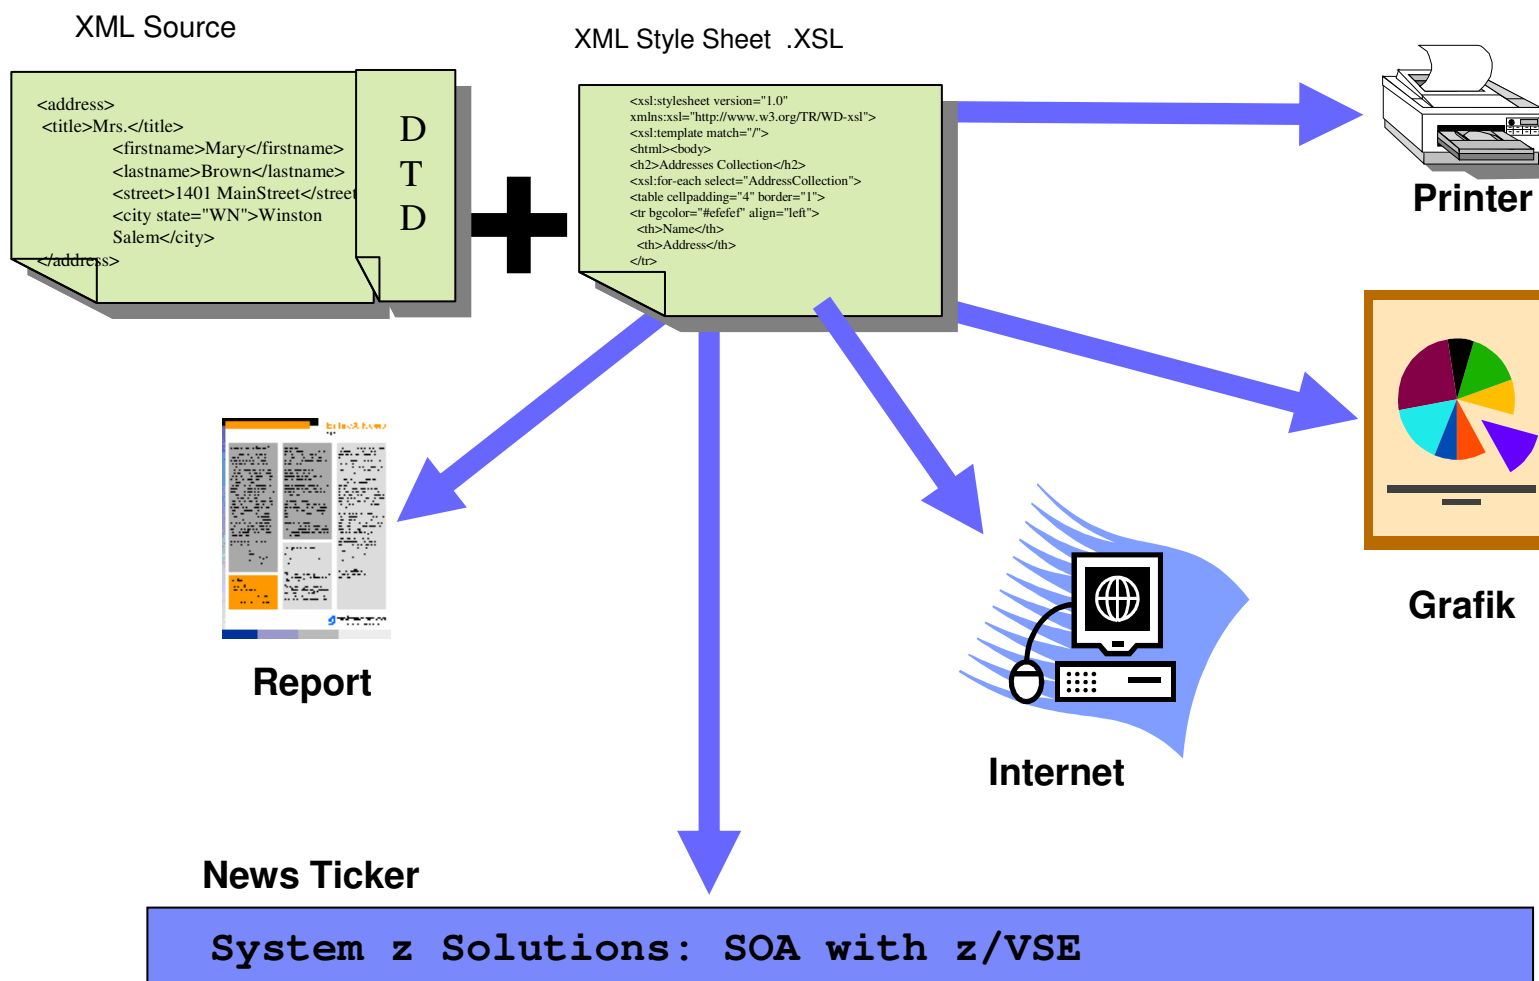 XML Source
XML Style Sheet .XSL
<address>
<title>Mrs.</title>
<firstname>Mary</firstname>
<lastname>Brown</lastname>
<street>1401 MainStreet</street
<city state="WN">Winston
Salem</city>
</address>
D
T
D
<xsl:stylesheet version="1.0"
xmlns:xsl="http://www.w3.org/TR/WD-xsl">
<xsl:template match="/">
<html><body>
<h2>Addresses Collection</h2>
<xsl:for-each select="AddressCollection">
<table cellpadding="4" border="1">
<tr bgcolor="#efefef" align="left">
<th>Name</th>
<th>Address</th>
</tr>
Printer
Grafik
Report
Internet
News Ticker
System z Solutions: SOA with z/VSE